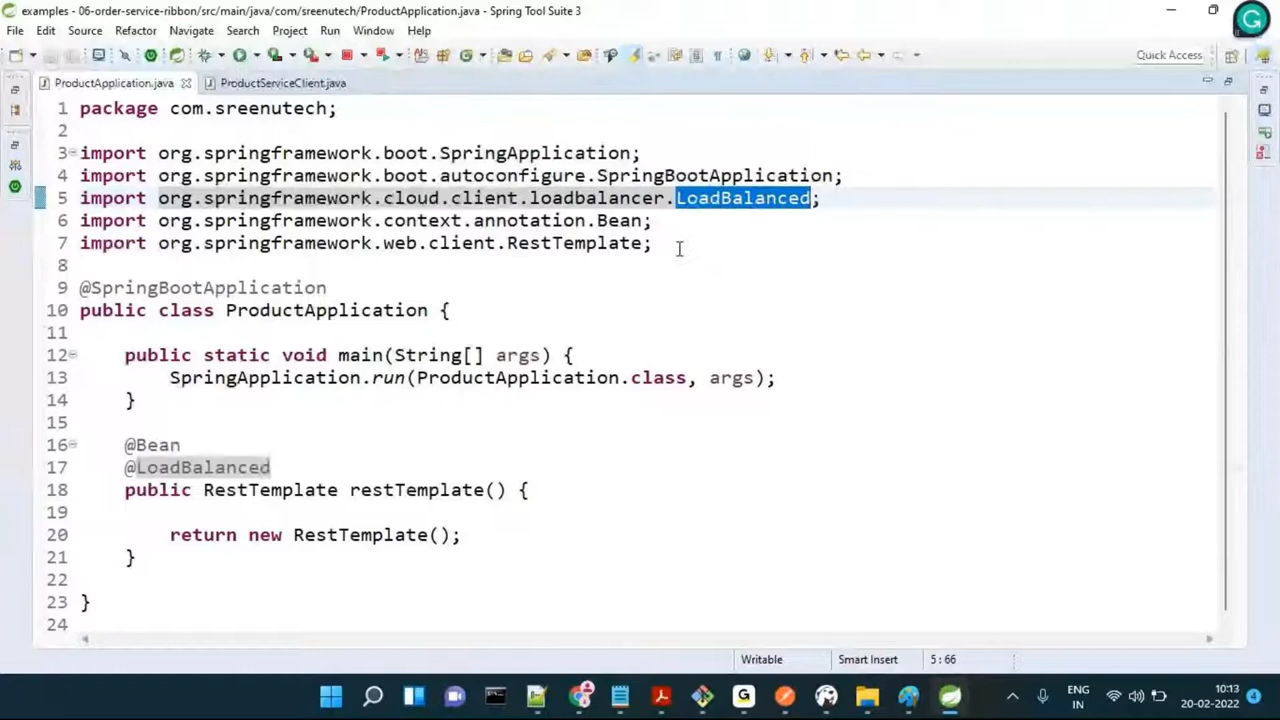 examples - 06-order-service-ribbon/src/main/java/com/sreenutech/ProductApplication.java - Spring Tool Suite 3
File Edit Source Refactor Navigate Search Project Run Window Help
Quick Access
ProductApplication.java ProductServiceClient.java
1 package com.sreenutech;
2
3 import org.springframework.boot.SpringApplication;
4 import org.springframework.boot.autoconfigure.SpringBootApplication;
5 import org.springframework.cloud.client.loadbalancer.LoadBalanced;
6 import org.springframework.context.annotation.Bean;
7 import org.springframework.web.client.RestTemplate;
8
9 @SpringBootApplication
10 public class ProductApplication {
11
12 public static void main(String[] args) {
13 SpringApplication.run(ProductApplication.class, args);
14 }
15
16 @Bean
17 @LoadBalanced
18 public RestTemplate restTemplate() {
19
20 return new RestTemplate();
21 }
22
23 }
24
Writable Smart Insert 5 : 66
ENG
IN
10:13
20-02-2022
4